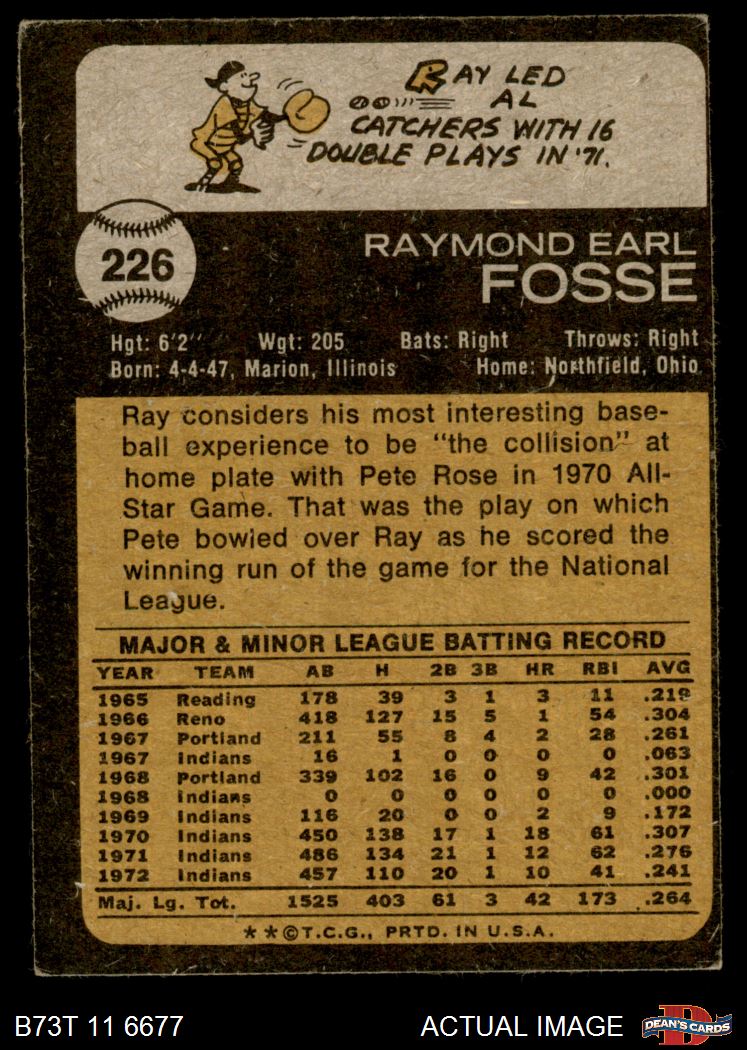 RAY LED
AL
CATCHERS WITH 16
DOUBLE PLAYS IN '71.
226
RAYMOND EARL
FOSSE
Hgt: 6'2" Wgt: 205 Bats: Right Throws: Right
Born: 4-4-47, Marion, Illinois Home: Northfield, Ohio
Ray considers his most interesting base-
ball experience to be "the collision" at
home plate with Pete Rose in 1970 All-
Star Game. That was the play on which
Pete bowled over Ray as he scored the
winning run of the game for the National
League.
MAJOR & MINOR LEAGUE BATTING RECORD
YEAR TEAM AB H 2B 3B HR RBI AVG
1965 Reading 178 39 3 1 3 11 .219
1966 Reno 418 127 15 5 1 54 .304
1967 Portland 211 55 8 4 2 28 .261
1967 Indians 16 1 0 0 0 0 .063
1968 Portland 339 102 16 0 9 42 .301
1968 Indians 0 0 0 0 0 0 .000
1969 Indians 116 20 0 0 2 9 .172
1970 Indians 450 138 17 1 18 61 .307
1971 Indians 486 134 21 1 12 62 .276
1972 Indians 457 110 20 1 10 41 .241
Maj. Lg. Tot. 1525 403 61 3 42 173 .264
**©T.C.G., PRTD. IN U.S.A.
B73T 11 6677 ACTUAL IMAGE D DEAN'S CARDS